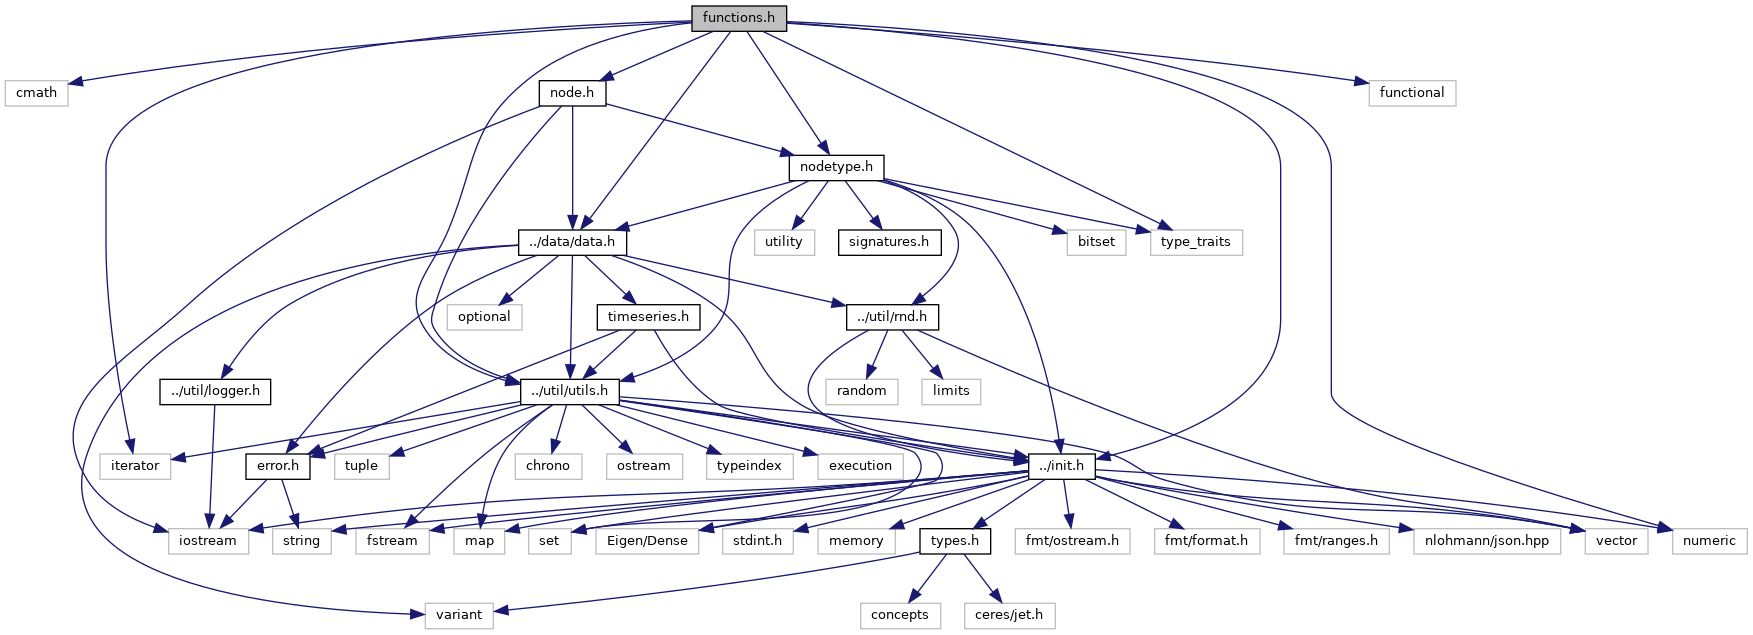 functions.h
cmath
node.h
functional
nodetype.h
../data/data.h
utility
signatures.h
bitset
type_traits
optional
timeseries.h
../util/rnd.h
../util/logger.h
../util/utils.h
random
limits
iterator
error.h
tuple
chrono
ostream
typeindex
execution
../init.h
iostream
string
fstream
map
set
Eigen/Dense
stdint.h
memory
types.h
fmt/ostream.h
fmt/format.h
fmt/ranges.h
nlohmann/json.hpp
vector
numeric
variant
concepts
ceres/jet.h